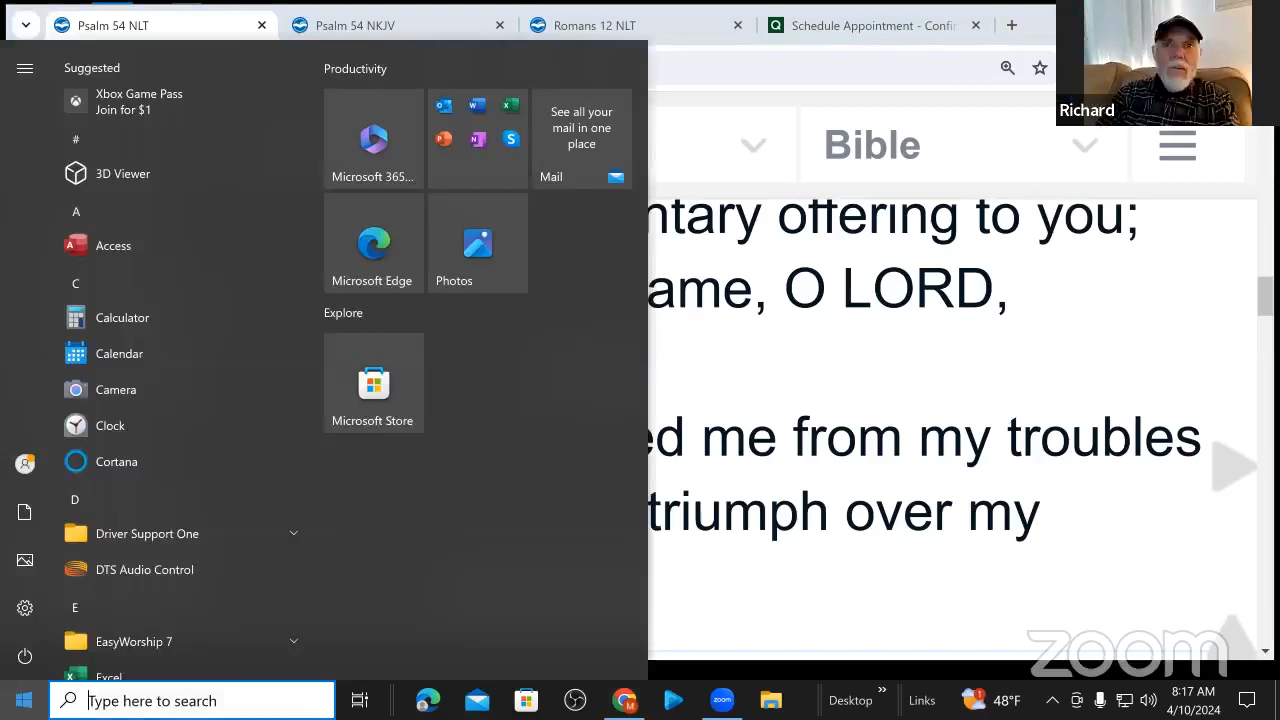 Psalm 54 NLT
Psalm 54 NKJV
Romans 12 NLT
Schedule Appointment - Confi
Richard
Suggested
Xbox Game Pass
Join for $1
#
3D Viewer
A
Access
C
Calculator
Calendar
Camera
Clock
Cortana
D
Driver Support One
DTS Audio Control
E
EasyWorship 7
Excel
Productivity
See all your
mail in one
place
Microsoft 365...
Mail
Microsoft Edge
Photos
Explore
Microsoft Store
Bible
ntary offering to you;
ame, O LORD,
ed me from my troubles
triumph over my
zoom
Type here to search
zoom
Desktop
Links
48°F
8:17 AM
4/10/2024